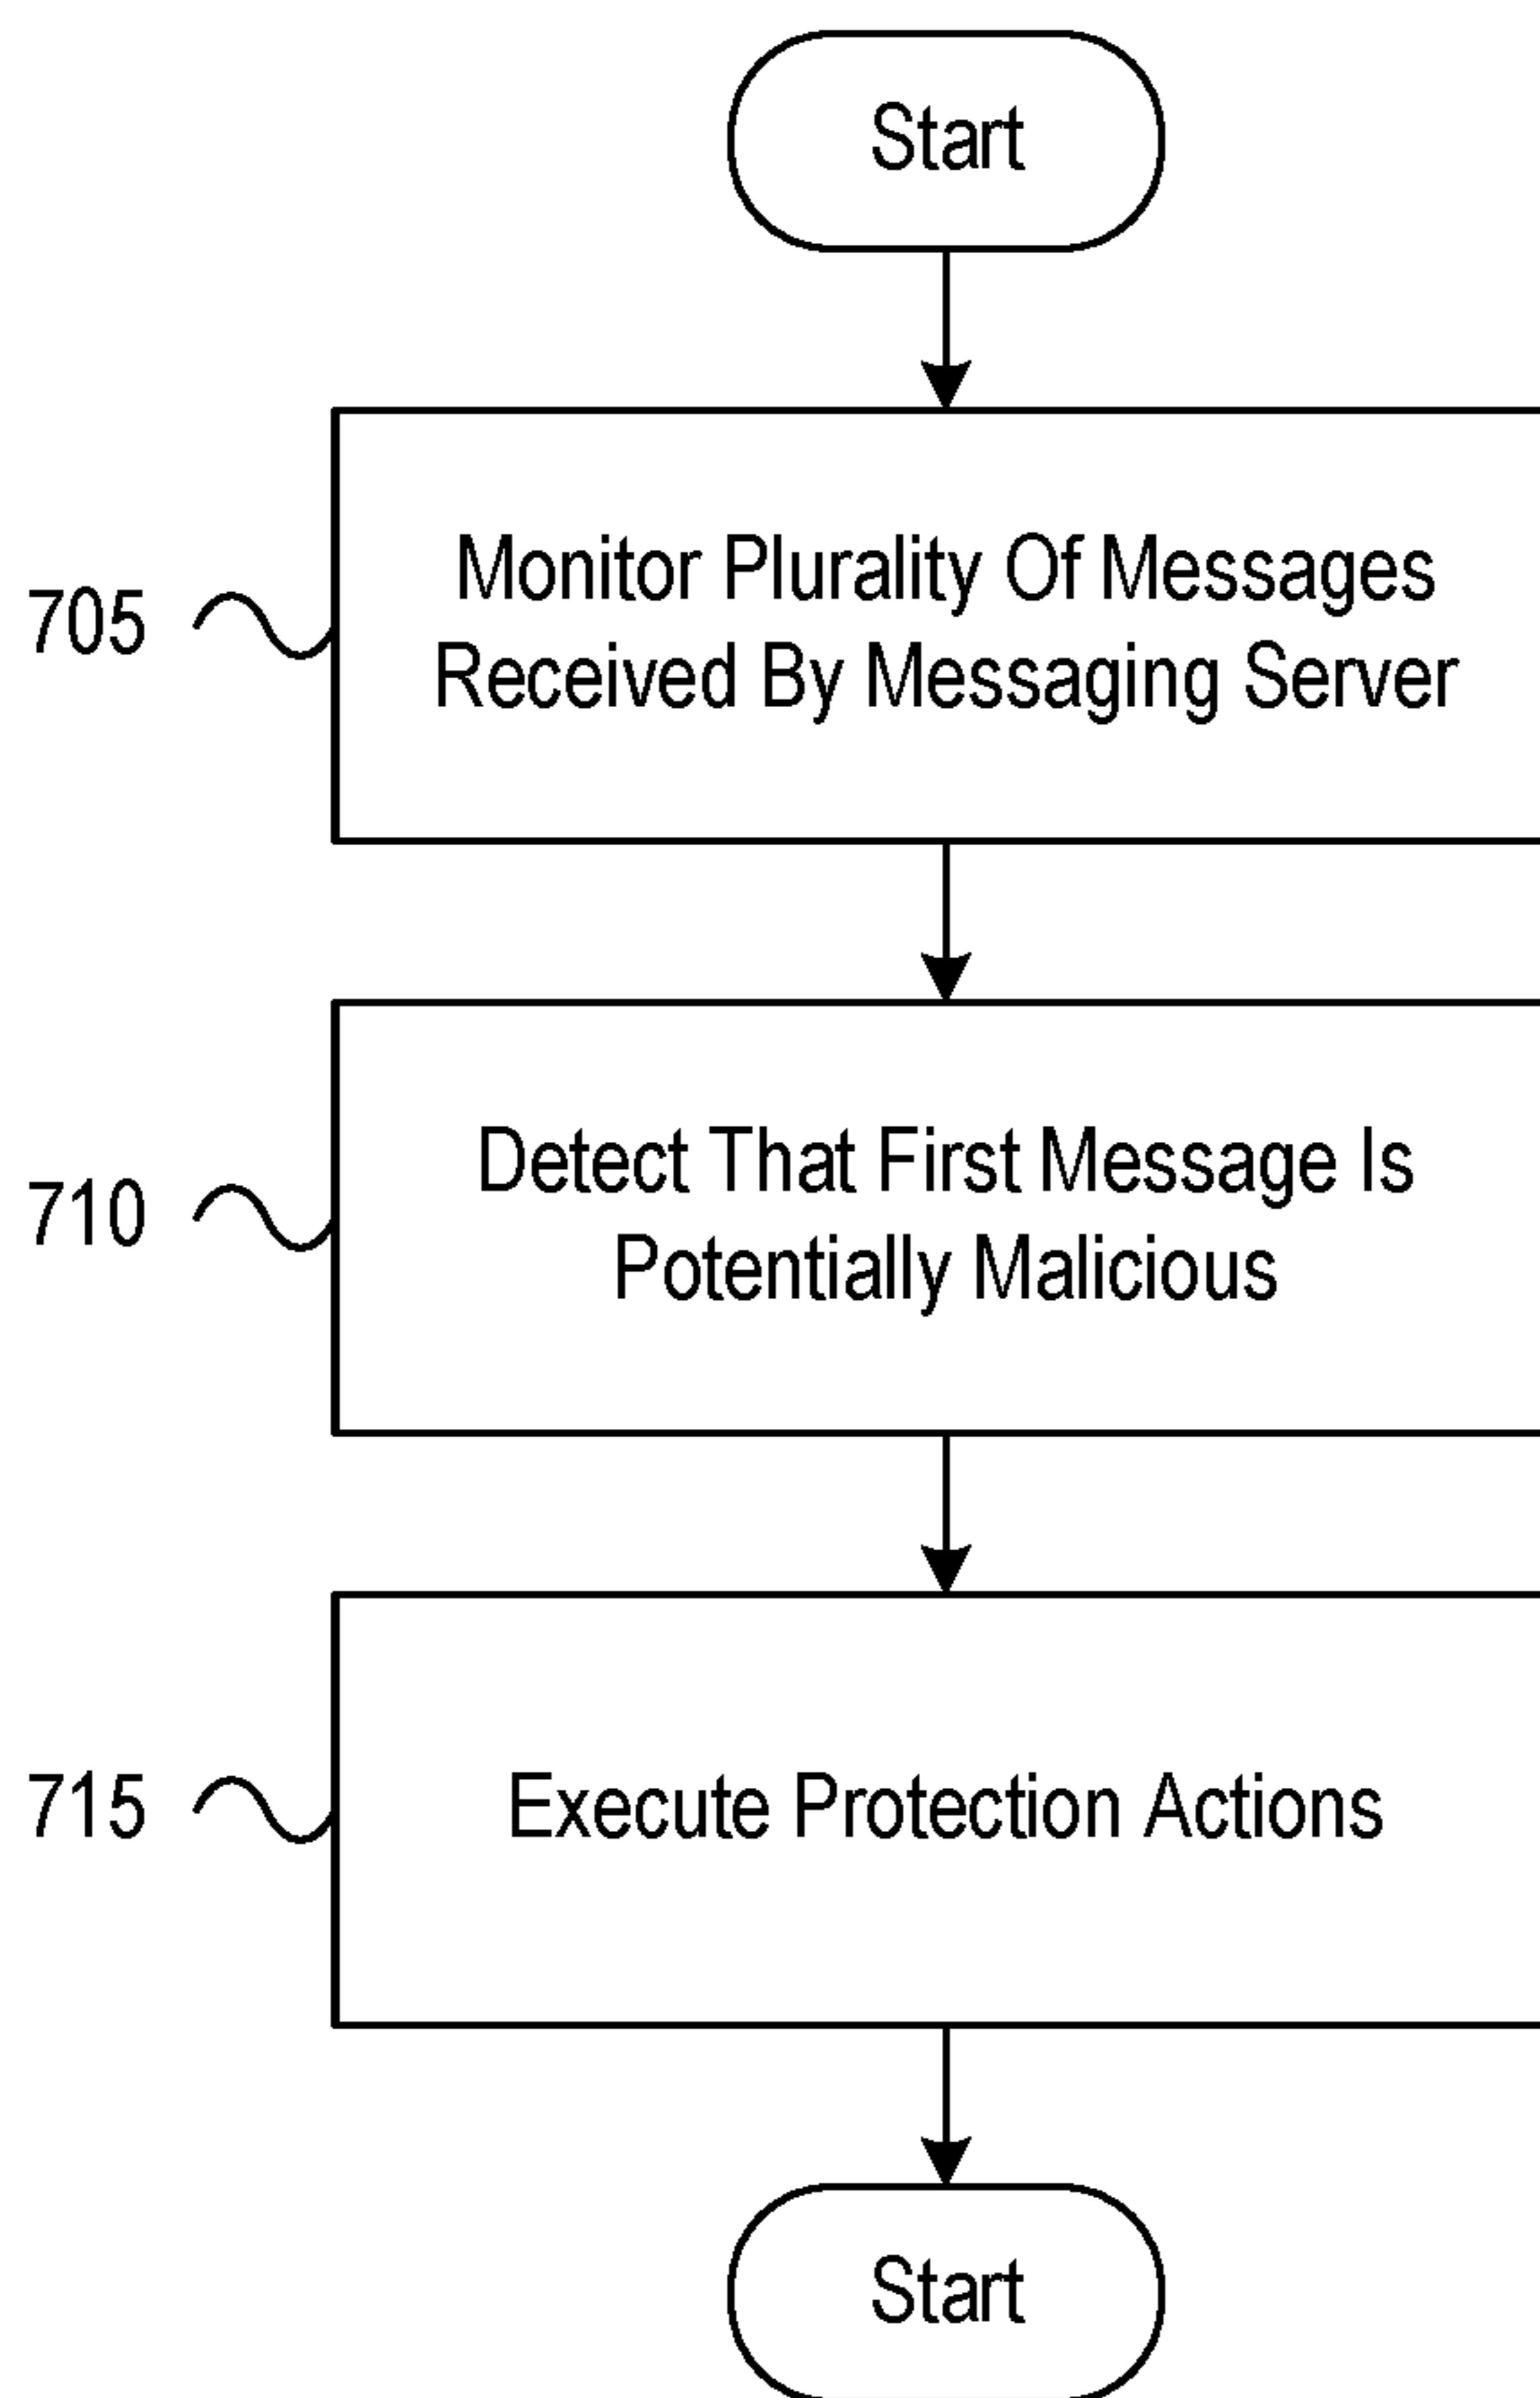 Start
705
Monitor Plurality Of Messages
Received By Messaging Server
710
Detect That First Message Is
Potentially Malicious
715
Execute Protection Actions
Start